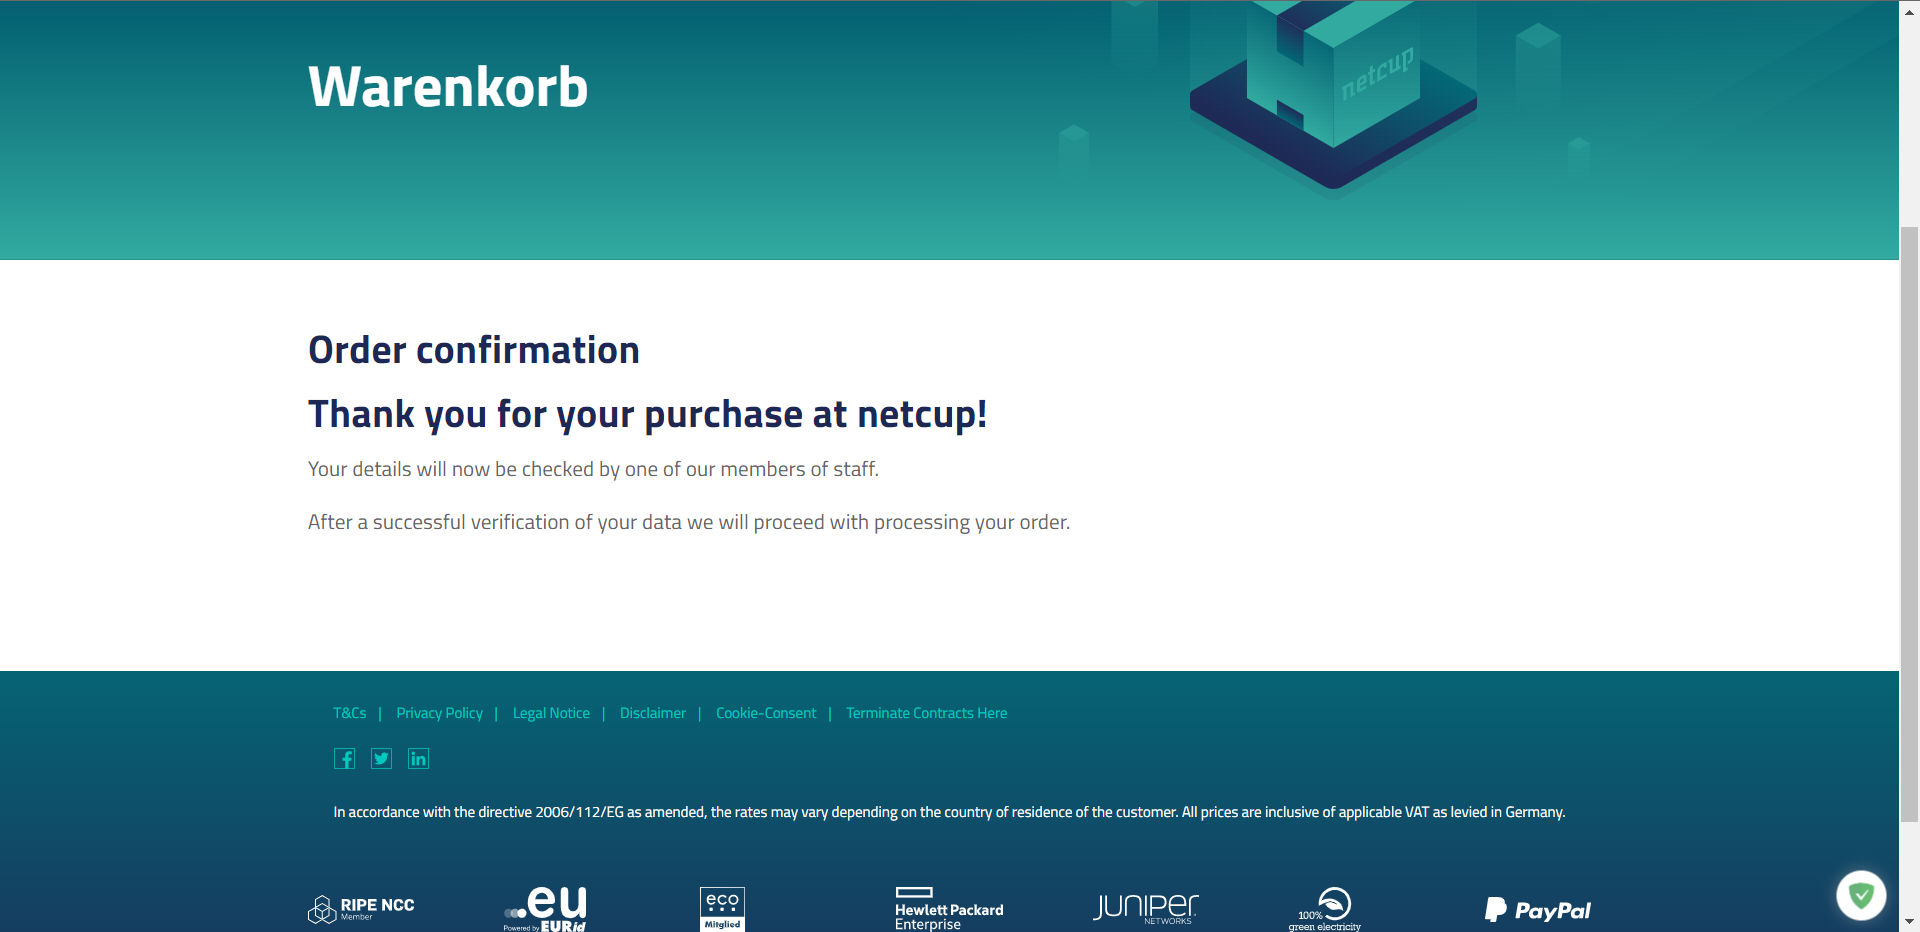 netcup
Warenkorb
Order confirmation
Thank you for your purchase at netcup!
Your details will now be checked by one of our members of staff.
After a successful verification of your data we will proceed with processing your order.
T&Cs | Privacy Policy | Legal Notice | Disclaimer | Cookie-Consent | Terminate Contracts Here
In accordance with the directive 2006/112/EG as amended, the rates may vary depending on the country of residence of the customer. All prices are inclusive of applicable VAT as levied in Germany.
RIPE NCC
Member
.eu
Powered by EURid
eco
Mitglied
Hewlett Packard
Enterprise
JUNIPER
NETWORKS
100%
green electricity
PayPal